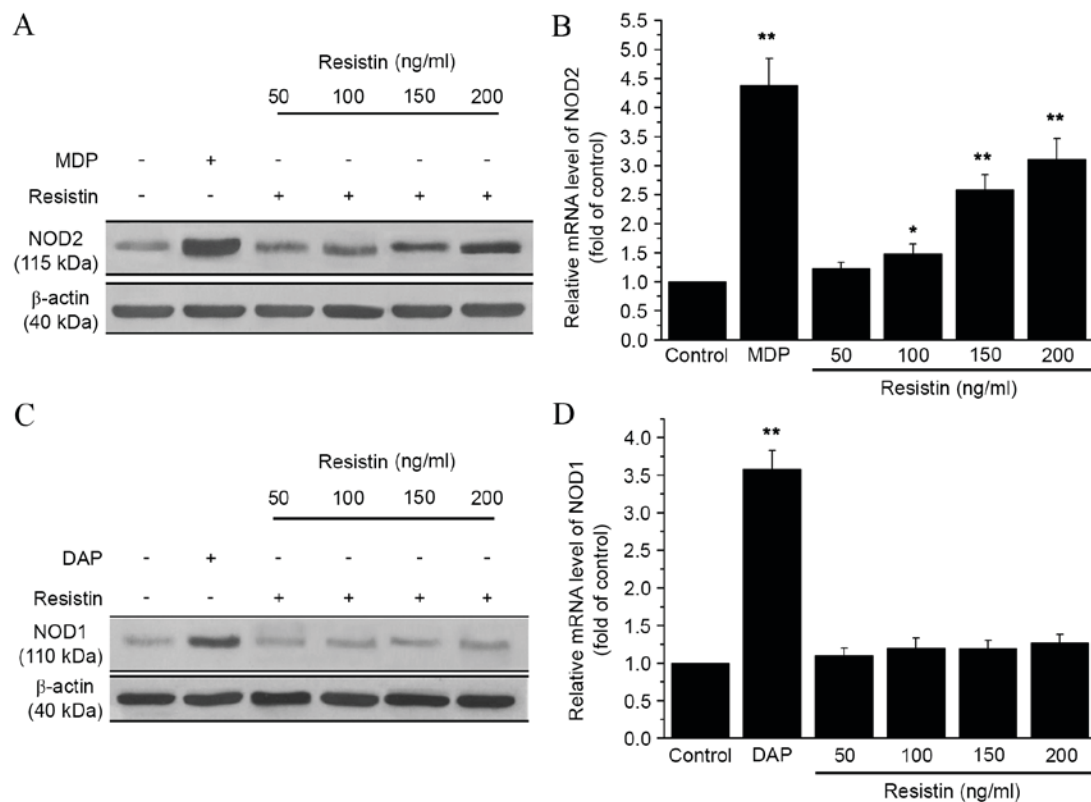 A
Resistin (ng/ml)
50 100 150 200
MDP - + - - - -
Resistin - - + + + +
NOD2
(115 kDa)
β-actin
(40 kDa)
B
Relative mRNA level of NOD2
(fold of control)
5.5
5.0
4.5
4.0
3.5
3.0
2.5
2.0
1.5
1.0
0.5
0.0
** * ** **
Control MDP 50 100 150 200
Resistin (ng/ml)
C
Resistin (ng/ml)
50 100 150 200
DAP - + - - - -
Resistin - - + + + +
NOD1
(110 kDa)
β-actin
(40 kDa)
D
Relative mRNA level of NOD1
(fold of control)
4.0
3.5
3.0
2.5
2.0
1.5
1.0
0.5
0.0
**
Control DAP 50 100 150 200
Resistin (ng/ml)